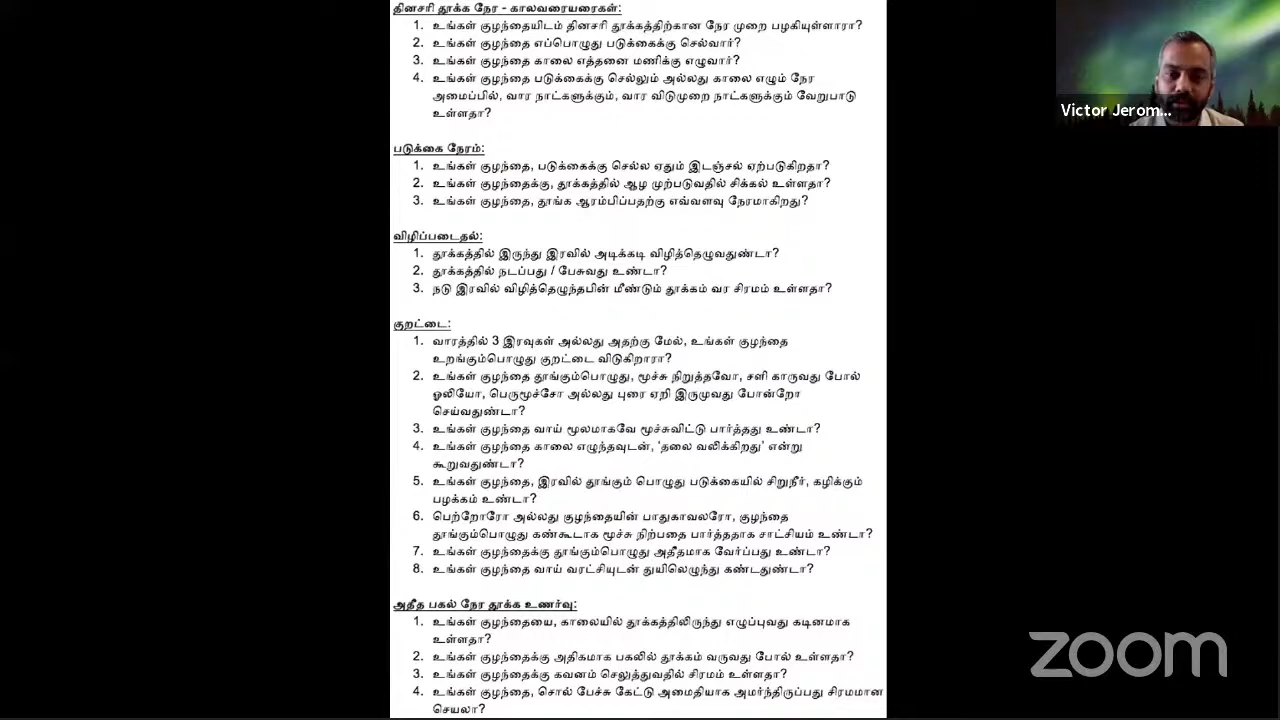 தினசரி தூக்க நேர - காலவரையரைகள்:
1. உங்கள் குழந்தையிடம் தினசரி தூக்கத்திற்கான நேர முறை பழகியுள்ளாரா?
2. உங்கள் குழந்தை எப்பொழுது படுக்கைக்கு செல்வார்?
3. உங்கள் குழந்தை காலை எத்தனை மணிக்கு எழுவார்?
4. உங்கள் குழந்தை படுக்கைக்கு செல்லும் அல்லது காலை எழும் நேர
அமைப்பில், வார நாட்களுக்கும், வார விடுமுறை நாட்களுக்கும் வேறுபாடு
உள்ளதா?
படுக்கை நேரம்:
1. உங்கள் குழந்தை, படுக்கைக்கு செல்ல ஏதும் இடஞ்சல் ஏற்படுகிறதா?
2. உங்கள் குழந்தைக்கு, தூக்கத்தில் ஆழ முற்படுவதில் சிக்கல் உள்ளதா?
3. உங்கள் குழந்தை, தூங்க ஆரம்பிப்பதற்கு எவ்வளவு நேரமாகிறது?
விழிப்படைதல்:
1. தூக்கத்தில் இருந்து இரவில் அடிக்கடி விழித்தெழுவதுண்டா?
2. தூக்கத்தில் நடப்பது / பேசுவது உண்டா?
3. நடு இரவில் விழித்தெழுந்தபின் மீண்டும் தூக்கம் வர சிரமம் உள்ளதா?
குறட்டை:
1. வாரத்தில் 3 இரவுகள் அல்லது அதற்கு மேல், உங்கள் குழந்தை
உறங்கும்பொழுது குறட்டை விடுகிறாரா?
2. உங்கள் குழந்தை தூங்கும்பொழுது, மூச்சு நிறுத்தவோ, சளி காருவது போல்
ஓலியோ, பெருமூச்சோ அல்லது புரை ஏறி இருமுவது போன்றோ
செய்வதுண்டா?
3. உங்கள் குழந்தை வாய் மூலமாகவே மூச்சுவிட்டு பார்த்தது உண்டா?
4. உங்கள் குழந்தை காலை எழுந்தவுடன், ‘தலை வலிக்கிறது’ என்று
கூறுவதுண்டா?
5. உங்கள் குழந்தை, இரவில் தூங்கும் பொழுது படுக்கையில் சிறுநீர், கழிக்கும்
பழக்கம் உண்டா?
6. பெற்றோரோ அல்லது குழந்தையின் பாதுகாவலரோ, குழந்தை
தூங்கும்பொழுது கண்கூடாக மூச்சு நிற்பதை பார்த்ததாக சாட்சியம் உண்டா?
7. உங்கள் குழந்தைக்கு தூங்கும்பொழுது அதீதமாக வேர்ப்பது உண்டா?
8. உங்கள் குழந்தை வாய் வரட்சியுடன் துயிலெழுந்து கண்டதுண்டா?
அதீத பகல் நேர தூக்க உணர்வு:
1. உங்கள் குழந்தையை, காலையில் தூக்கத்திலிருந்து எழுப்புவது கடினமாக
உள்ளதா?
2. உங்கள் குழந்தைக்கு அதிகமாக பகலில் தூக்கம் வருவது போல் உள்ளதா?
3. உங்கள் குழந்தைக்கு கவனம் செலுத்துவதில் சிரமம் உள்ளதா?
4. உங்கள் குழந்தை, சொல் பேச்சு கேட்டு அமைதியாக அமர்ந்திருப்பது சிரமமான
செயலா?
Victor Jerom...
zoom